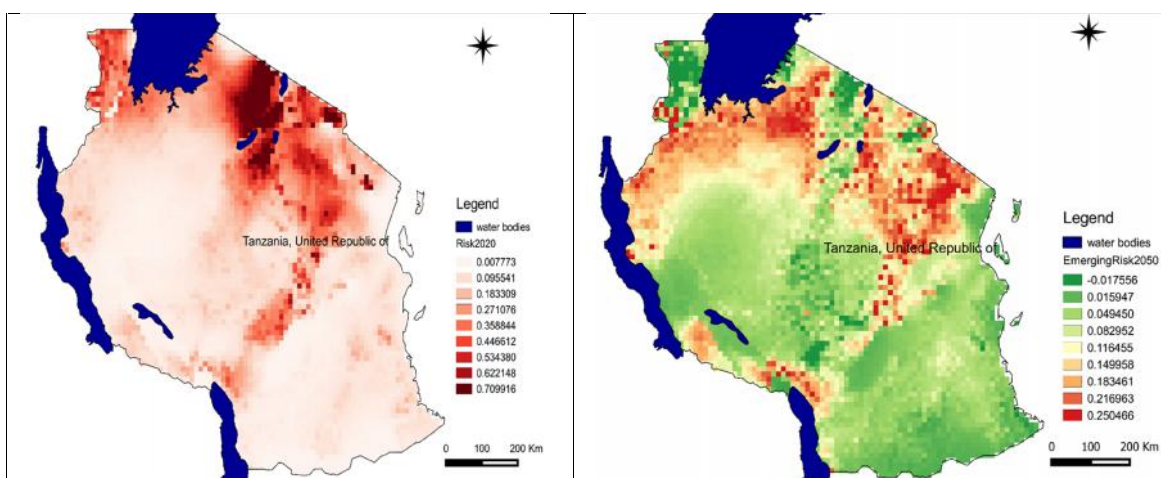 Legend
water bodies
Tanzania, United Republic of
Risk2020
0.007773
0.095541
0.183309
0.271076
0.358844
0.446612
0.534380
0.622148
0.709916
0 100 200 Km
Legend
water bodies
Tanzania, United Republic of
EmergingRisk2050
-0.017556
0.015947
0.049450
0.082952
0.116455
0.149958
0.183461
0.216963
0.250466
0 100 200 Km